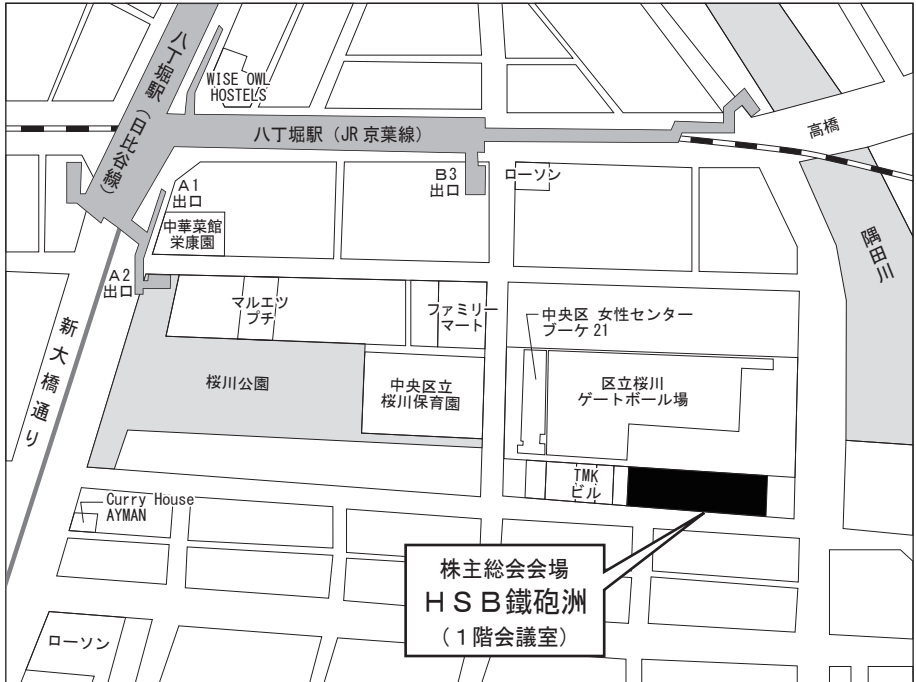 八丁堀駅（日比谷線）
WISE OWL
HOSTELS
八丁堀駅（JR 京葉線）
高橋
A1
出口
B3
出口
ローソン
中華菜館
栄康園
隅田川
A2
出口
マルエツ
プチ
ファミリー
マート
中央区 女性センター
ブーケ 21
新大橋通り
桜川公園
中央区立
桜川保育園
区立桜川
ゲートボール場
TMK
ビル
Curry House
AYMAN
株主総会会場
ＨＳＢ鐵砲洲
（１階会議室）
ローソン